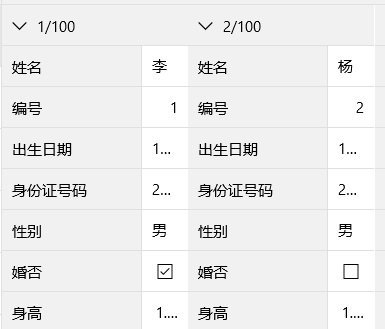 1/100 2/100
姓名 李 姓名 杨
编号 1 编号 2
出生日期 1... 出生日期 1...
身份证号码 2... 身份证号码 2...
性别 男 性别 男
婚否 婚否
身高 1.... 身高 1....